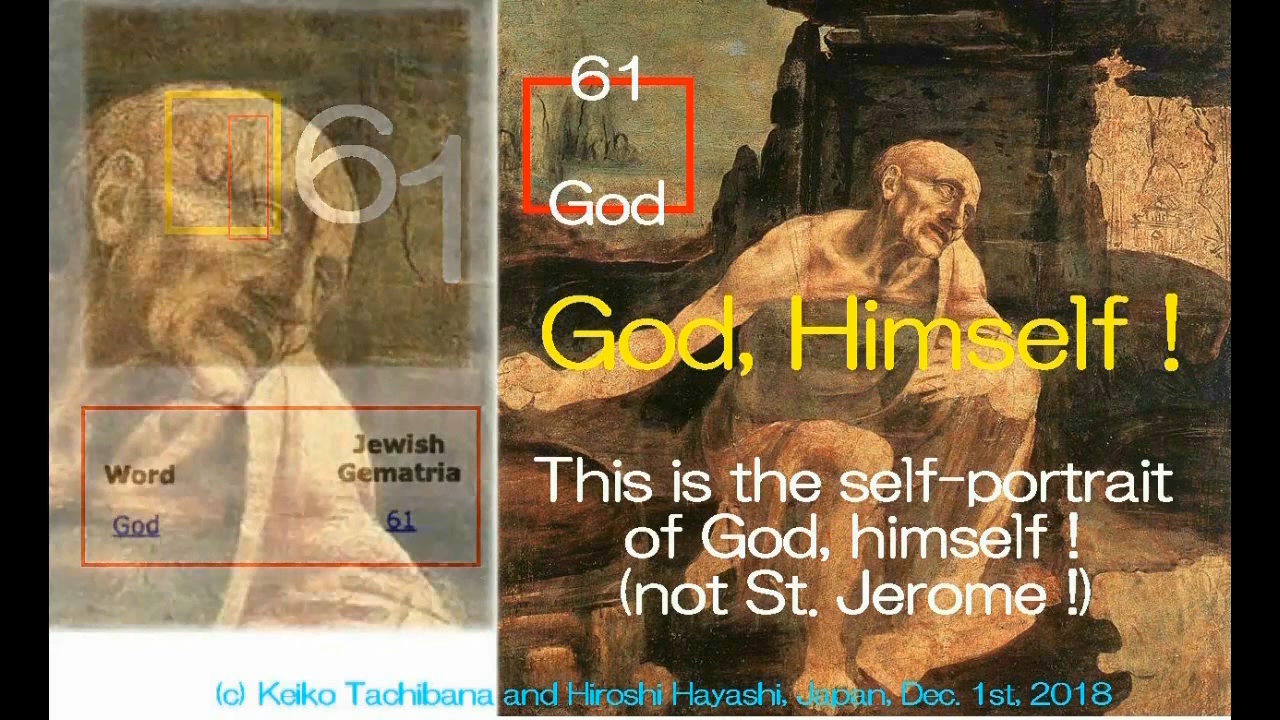 61
61
God
God, Himself !
Word
Jewish
Gematria
God
61
This is the self-portrait
of God, himself !
(not St. Jerome !)
(c) Keiko Tachibana and Hiroshi Hayashi, Japan, Dec. 1st, 2018